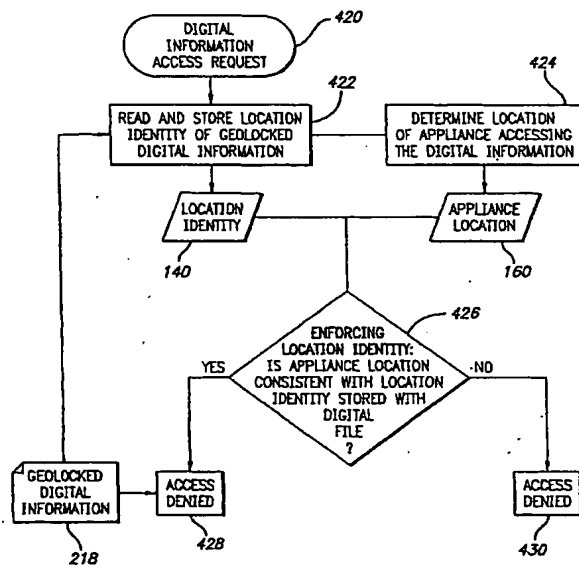 DIGITAL
INFORMATION
ACCESS REQUEST
420
422
READ AND STORE LOCATION
IDENTITY OF GEOLOCKED
DIGITAL INFORMATION
424
DETERMINE LOCATION
OF APPLIANCE ACCESSING
THE DIGITAL INFORMATION
LOCATION
IDENTITY
140
APPLIANCE
LOCATION
160
426
ENFORCING
LOCATION IDENTITY:
IS APPLIANCE LOCATION
CONSISTENT WITH LOCATION
IDENTITY STORED WITH
DIGITAL
FILE
?
YES
NO
GEOLOCKED
DIGITAL
INFORMATION
218
ACCESS
DENIED
428
ACCESS
DENIED
430